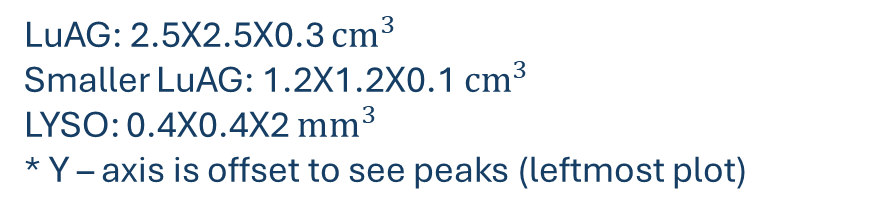 LuAG: 2.5X2.5X0.3 cm³
Smaller LuAG: 1.2X1.2X0.1 cm³
LYSO: 0.4X0.4X2 mm³
* Y – axis is offset to see peaks (leftmost plot)